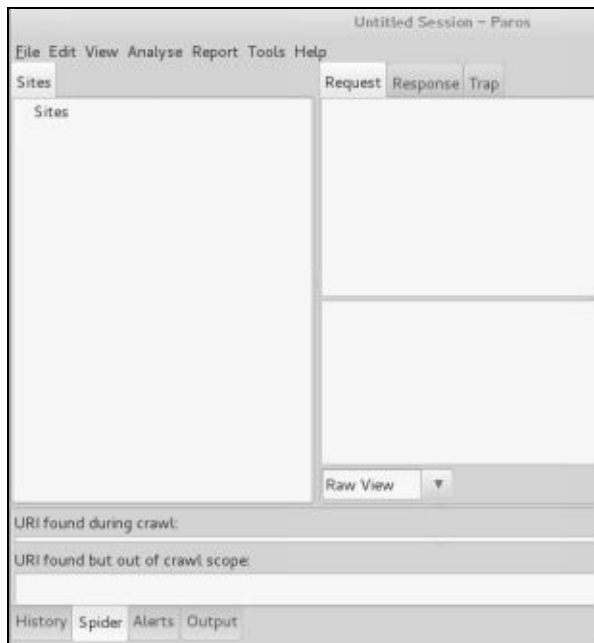 Untitled Session - Paros
File Edit View Analyse Report Tools Help
Sites
Request Response Trap
Sites
Raw View
URI found during crawl:
URI found but out of crawl scope:
History Spider Alerts Output